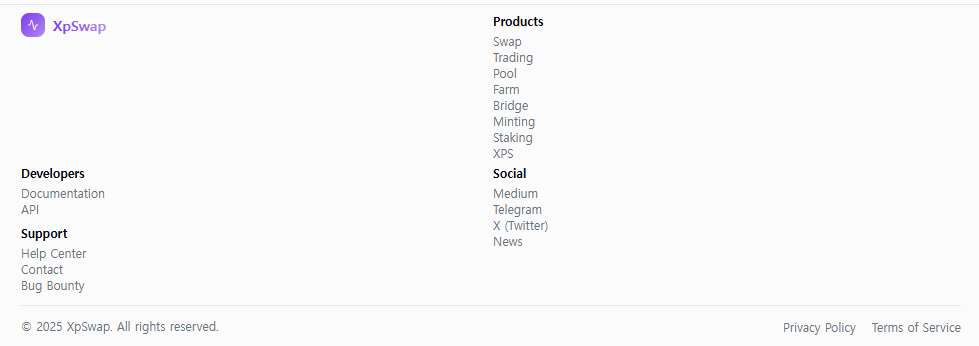 XpSwap
Products
Swap
Trading
Pool
Farm
Bridge
Minting
Staking
XPS
Developers
Documentation
API
Support
Help Center
Contact
Bug Bounty
Social
Medium
Telegram
X (Twitter)
News
© 2025 XpSwap. All rights reserved.
Privacy Policy
Terms of Service